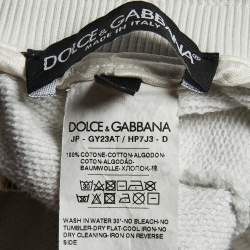 DOLCE & GABBANA
MADE IN ITALY
DOLCE & GABBANA
JP - GY23AT / HP7J3 - D
100% COTONE-COTTON-ALGODON-
ALGODÃO-COTON-
BAUMWOLLE-ХЛОПОК-棉
WASH IN WATER 30°-NO BLEACH-NO
TUMBLER-DRY FLAT-COOL IRON-NO
DRY CLEANING-IRON ON REVERSE
SIDE